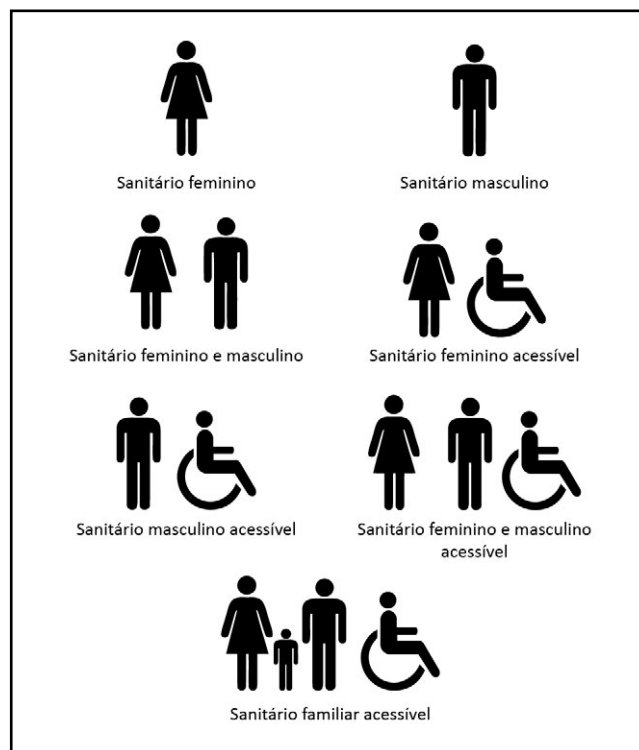 Sanitário feminino
Sanitário masculino
Sanitário feminino e masculino
Sanitário feminino acessível
Sanitário masculino acessível
Sanitário feminino e masculino
acessível
Sanitário familiar acessível